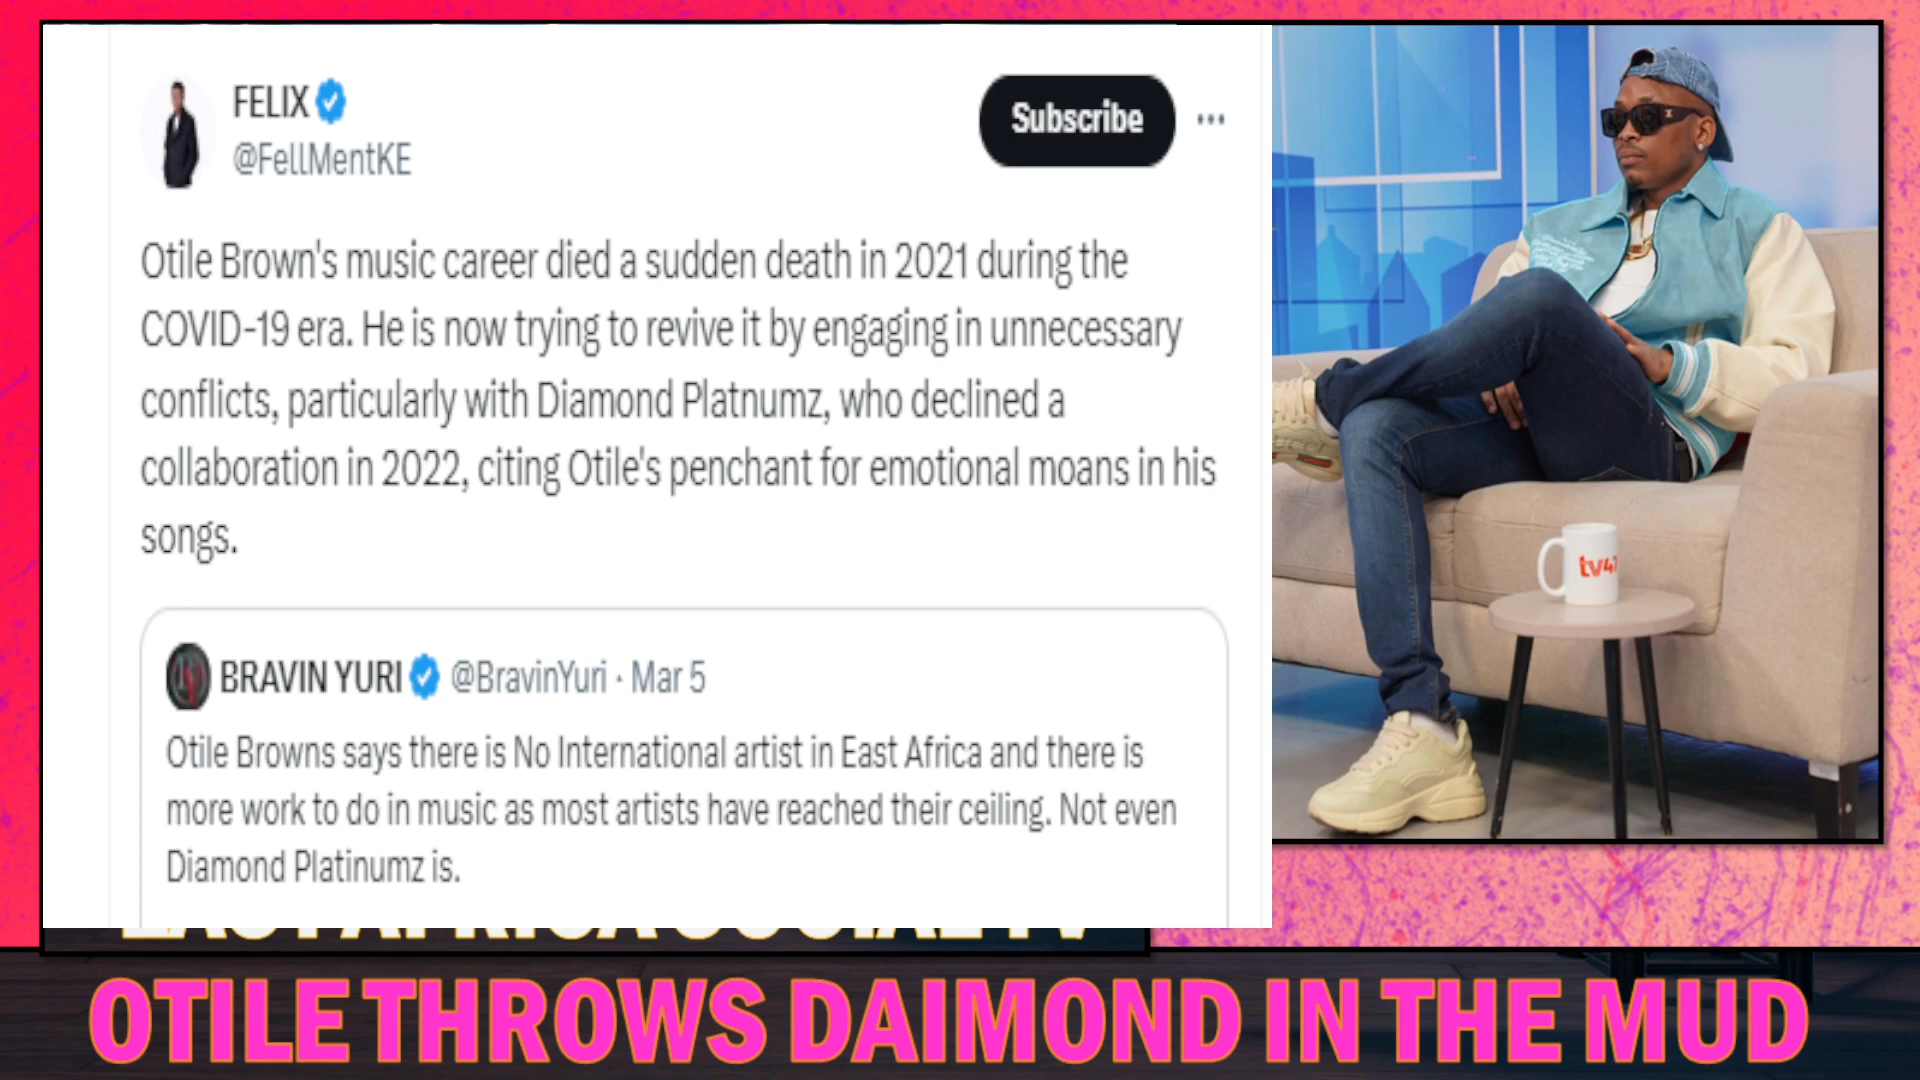 FELIX
@FellMentKE
Subscribe
Otile Brown's music career died a sudden death in 2021 during the
COVID-19 era. He is now trying to revive it by engaging in unnecessary
conflicts, particularly with Diamond Platnumz, who declined a
collaboration in 2022, citing Otile's penchant for emotional moans in his
songs.
BRAVIN YURI @BravinYuri · Mar 5
Otile Browns says there is No International artist in East Africa and there is
more work to do in music as most artists have reached their ceiling. Not even
Diamond Platinumz is.
tv47
EAST AFRICA SOCIAL TV
OTILE THROWS DAIMOND IN THE MUD